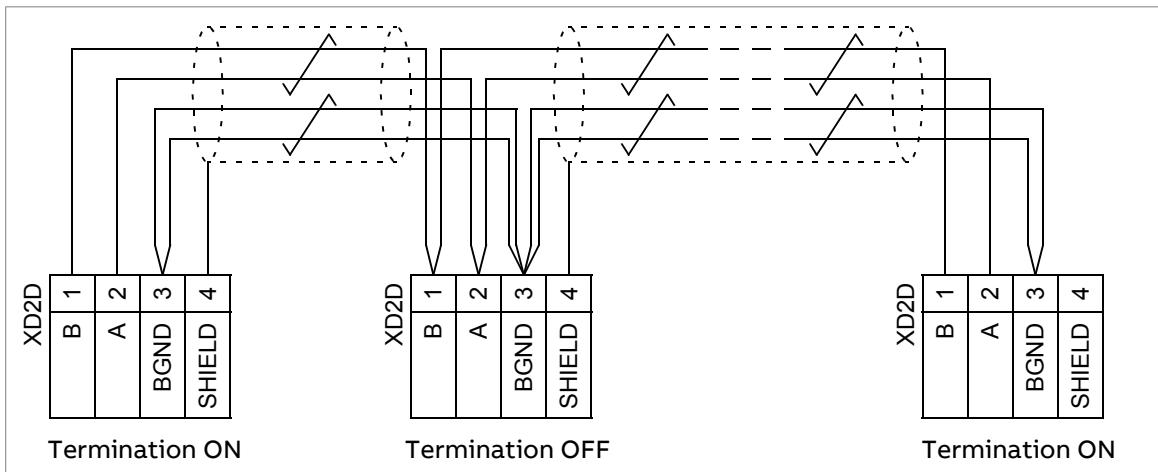 XD2D
1 2 3 4
B A BGND SHIELD
Termination ON
XD2D
1 2 3 4
B A BGND SHIELD
Termination OFF
XD2D
1 2 3 4
B A BGND SHIELD
Termination ON